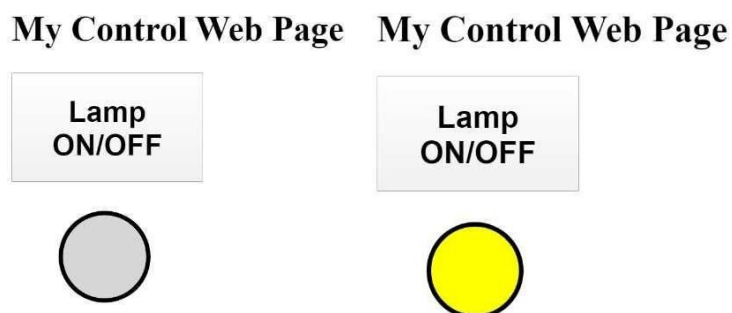 My Control Web Page
Lamp
ON/OFF
My Control Web Page
Lamp
ON/OFF